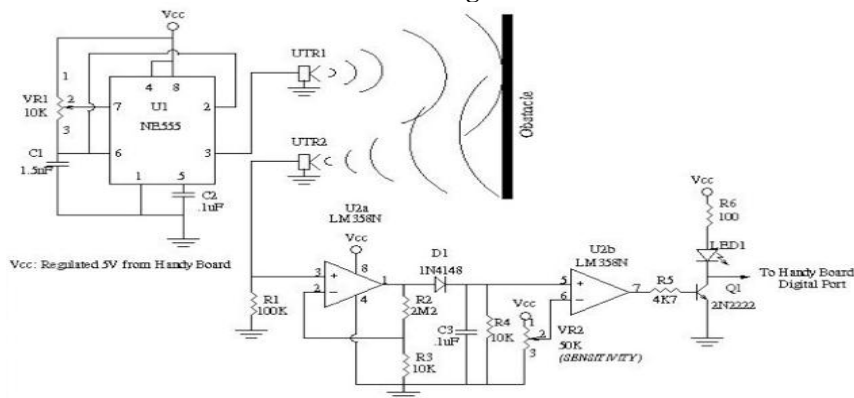 Vcc
UTR1
4
8
1
U1
VR1
2
7
2
10K
NE555
3
UTR2
C1
6
3
1.5nF
1
5
C2
.1uF
Obstacle
Vcc
R6
100
U2a
LM358N
Vcc: Regulated 5V from Handy Board
Vcc
D1
1N4148
U2b
LM358N
LED1
To Handy Board
Digital Port
3
8
1
5
7
R5
4K7
Q1
2N2222
2
4
6
R1
100K
R2
2M2
Vcc
R4
10K
C3
.1uF
1
VR2
2
50K
3
(SENSITIVITY)
R3
10K